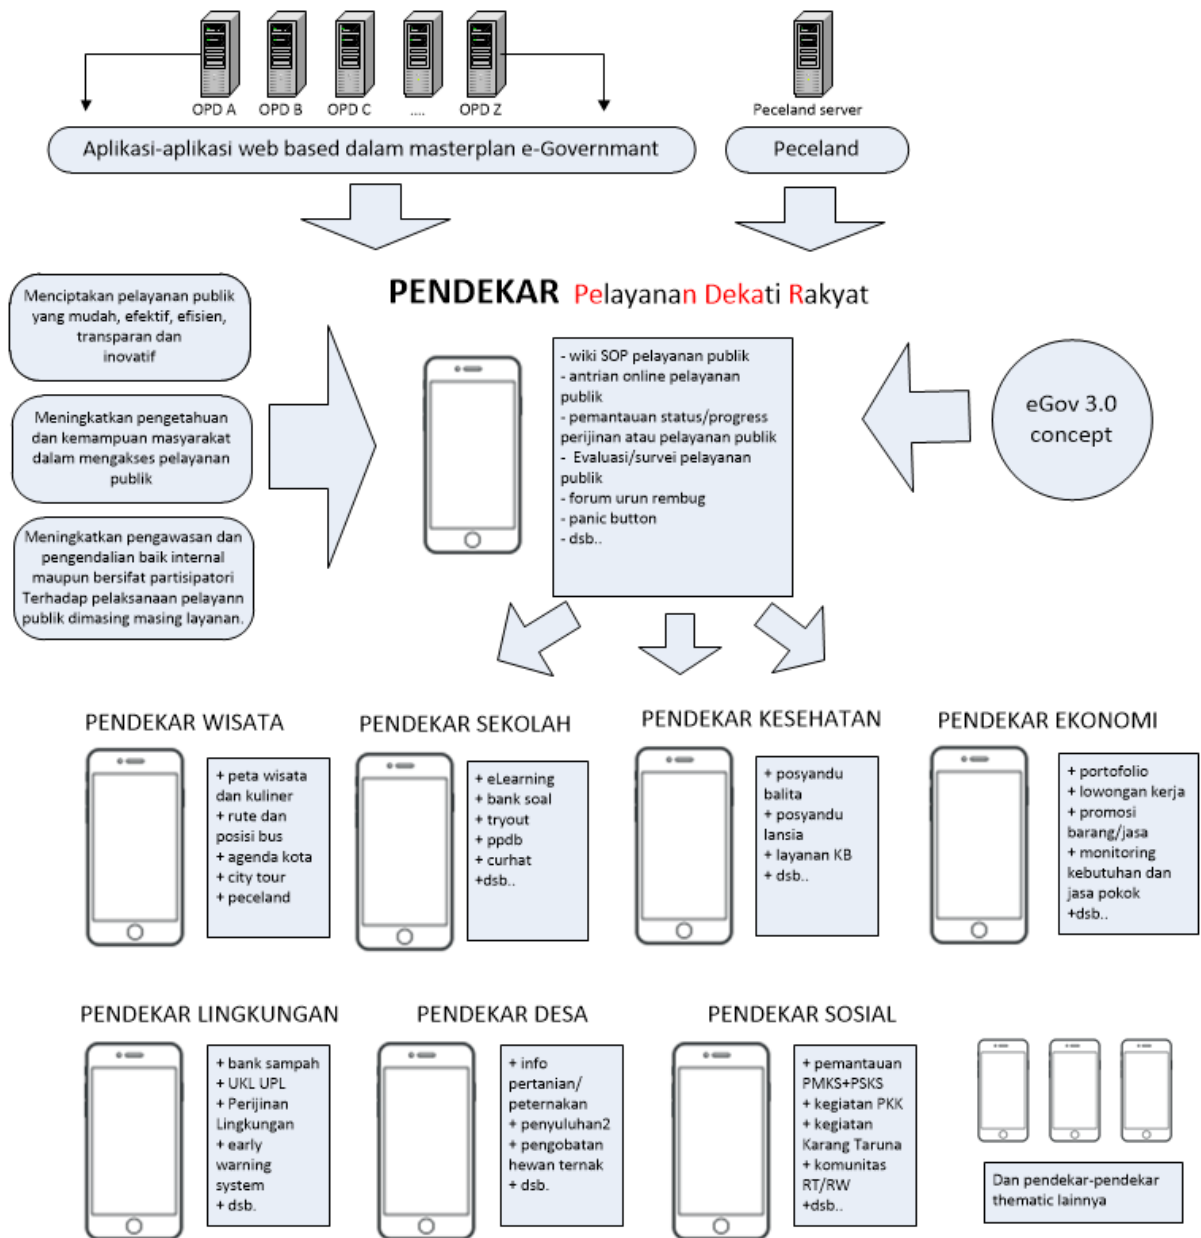 OPD A
OPD B
OPD C
....
OPD Z
Peceland server
Aplikasi-aplikasi web based dalam masterplan e-Governmant
Peceland
PENDEKAR Pelayanan Dekati Rakyat
Menciptakan pelayanan publik
yang mudah, efektif, efisien,
transparan dan
inovatif
Meningkatkan pengetahuan
dan kemampuan masyarakat
dalam mengakses pelayanan
publik
Meningkatkan pengawasan dan
pengendalian baik internal
maupun bersifat partisipatori
Terhadap pelaksanaan pelayann
publik dimasing masing layanan.
- wiki SOP pelayanan publik
- antrian online pelayanan
publik
- pemantauan status/progress
perijinan atau pelayanan publik
- Evaluasi/survei pelayanan
publik
- forum urun rembug
- panic button
- dsb..
eGov 3.0
concept
PENDEKAR WISATA
+ peta wisata
dan kuliner
+ rute dan
posisi bus
+ agenda kota
+ city tour
+ peceland
PENDEKAR SEKOLAH
+ eLearning
+ bank soal
+ tryout
+ ppdb
+ curhat
+dsb..
PENDEKAR KESEHATAN
+ posyandu
balita
+ posyandu
lansia
+ layanan KB
+ dsb..
PENDEKAR EKONOMI
+ portofolio
+ lowongan kerja
+ promosi
barang/jasa
+ monitoring
kebutuhan dan
jasa pokok
+dsb..
PENDEKAR LINGKUNGAN
+ bank sampah
+ UKL UPL
+ Perijinan
Lingkungan
+ early
warning
system
+ dsb.
PENDEKAR DESA
+ info
pertanian/
peternakan
+ penyuluhan2
+ pengobatan
hewan ternak
+ dsb.
PENDEKAR SOSIAL
+ pemantauan
PMKS+PSKS
+ kegiatan PKK
+ kegiatan
Karang Taruna
+ komunitas
RT/RW
+dsb..
Dan pendekar-pendekar
thematic lainnya